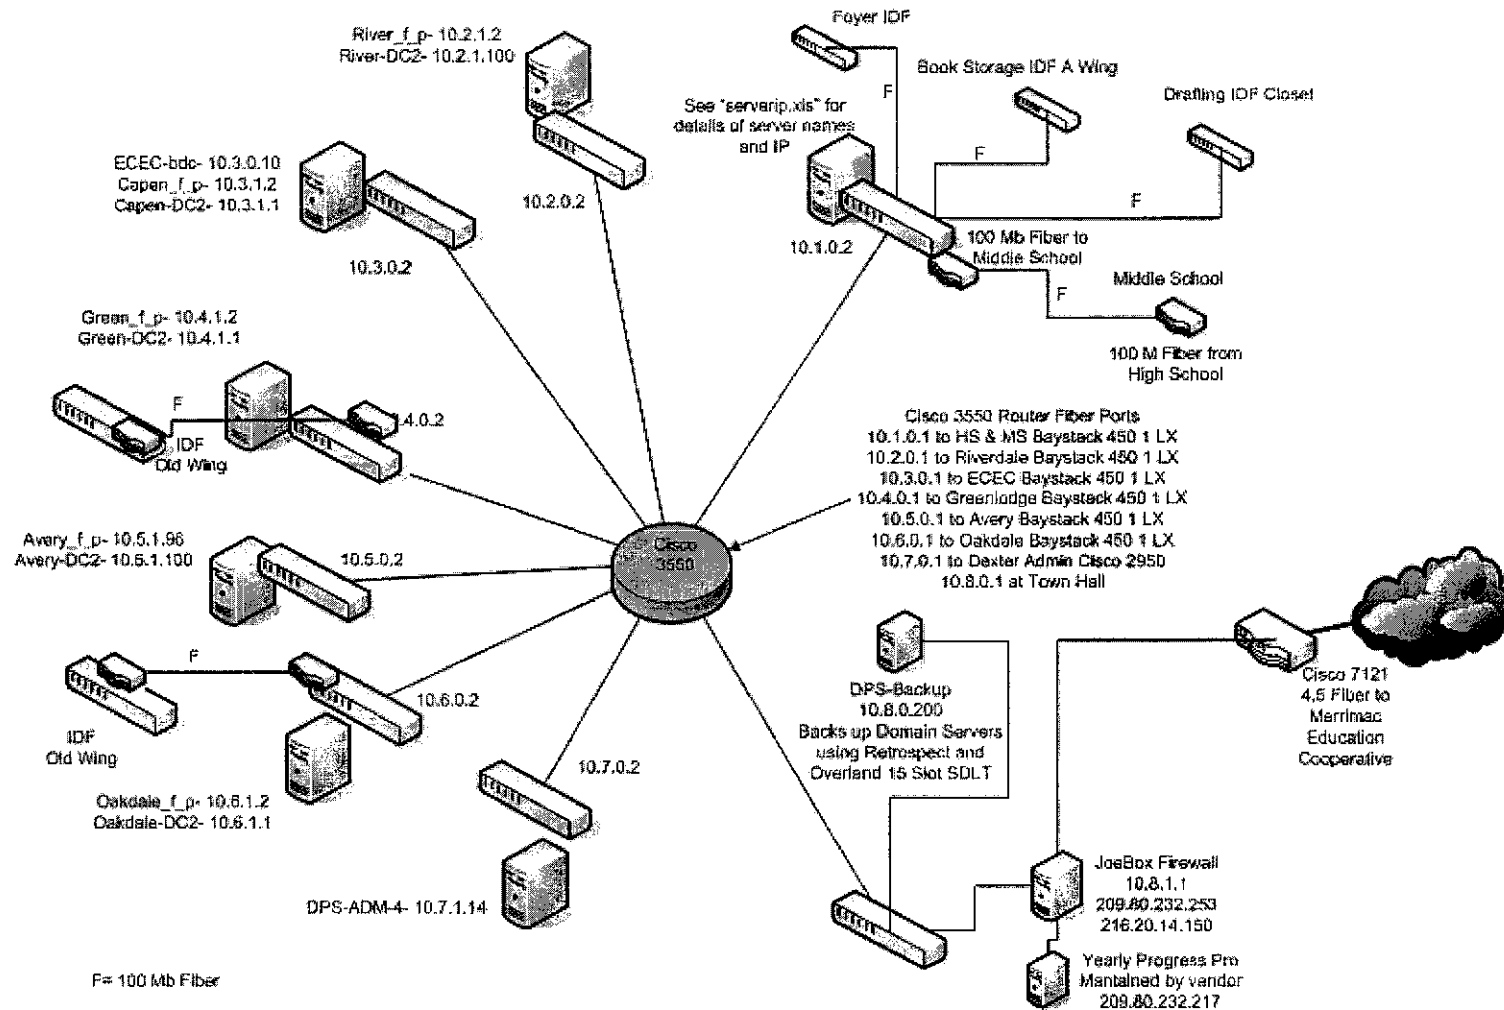 River_f_p- 10.2.1.2
River-DC2- 10.2.1.100
10.2.0.2
Foyer IDF
F
Book Storage IDF A Wing
F
Drafting IDF Closet
F
See "serverip.xls" for
details of server names
and IP
10.1.0.2
100 Mb Fiber to
Middle School
F
Middle School
100 M Fiber from
High School
ECEC-bdc- 10.3.0.10
Capen_f_p- 10.3.1.2
Capen-DC2- 10.3.1.1
10.3.0.2
Green_f_p- 10.4.1.2
Green-DC2- 10.4.1.1
F
.4.0.2
IDF
Old Wing
Cisco 3550 Router Fiber Ports
10.1.0.1 to HS & MS Baystack 450 1 LX
10.2.0.1 to Riverdale Baystack 450 1 LX
10.3.0.1 to ECEC Baystack 450 1 LX
10.4.0.1 to Greenlodge Baystack 450 1 LX
10.5.0.1 to Avery Baystack 450 1 LX
10.6.0.1 to Oakdale Baystack 450 1 LX
10.7.0.1 to Dexter Admin Cisco 2950
10.8.0.1 at Town Hall
Cisco
3550
Avery_f_p- 10.5.1.96
Avery-DC2- 10.5.1.100
10.5.0.2
F
10.6.0.2
IDF
Old Wing
Oakdale_f_p- 10.6.1.2
Oakdale-DC2- 10.6.1.1
10.7.0.2
DPS-ADM-4- 10.7.1.14
DPS-Backup
10.8.0.200
Backs up Domain Servers
using Retrospect and
Overland 15 Slot SDLT
Cisco 7121
4.5 Fiber to
Merrimac
Education
Cooperative
JoeBox Firewall
10.8.1.1
209.80.232.253
216.20.14.150
Yearly Progress Pro
Mantained by vendor
209.80.232.217
F= 100 Mb Fiber